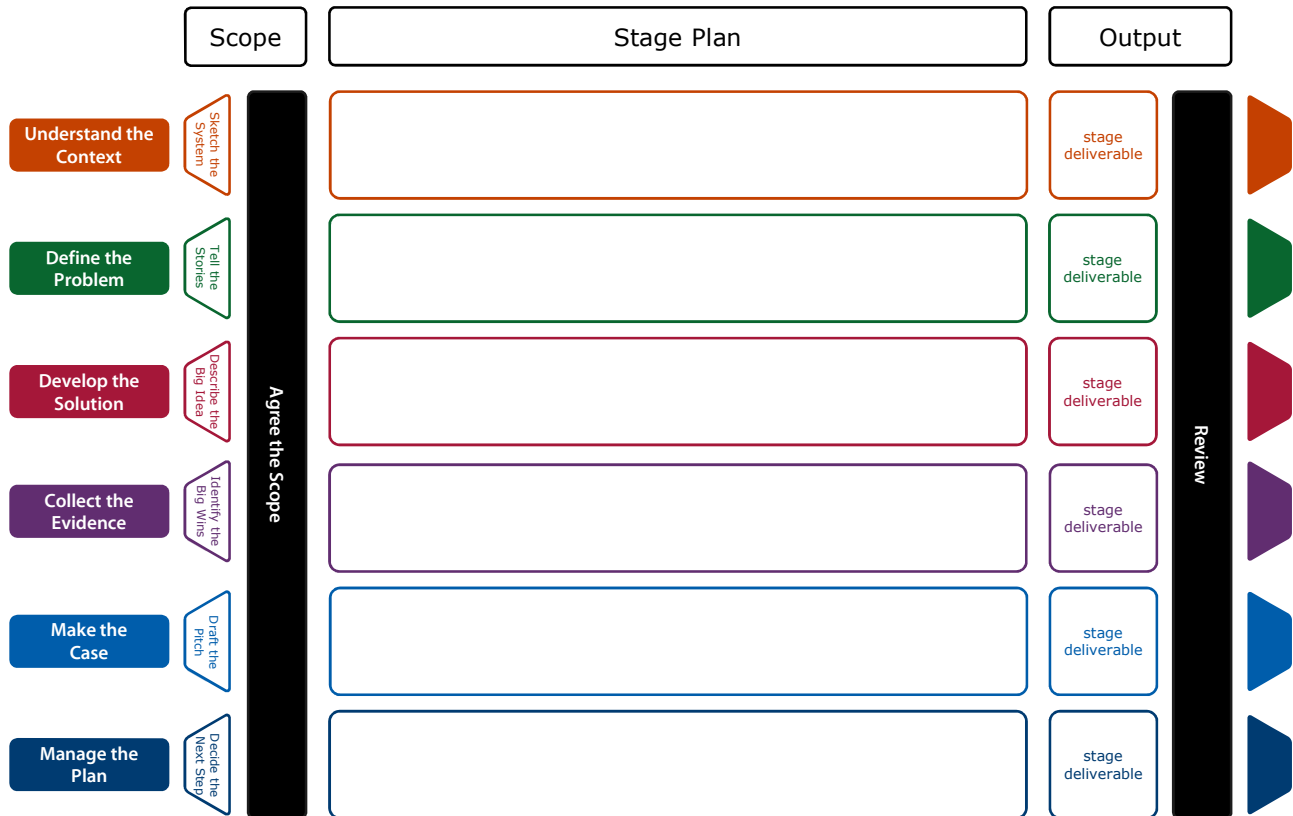 Scope
Stage Plan
Output
Understand the
Context
Sketch the
System
stage
deliverable
Define the
Problem
Tell the
Stories
stage
deliverable
Develop the
Solution
Describe the
Big Idea
Agree the Scope
stage
deliverable
Review
Collect the
Evidence
Identify the
Big Wins
stage
deliverable
Make the
Case
Draft the
Pitch
stage
deliverable
Manage the
Plan
Decide the
Next Step
stage
deliverable